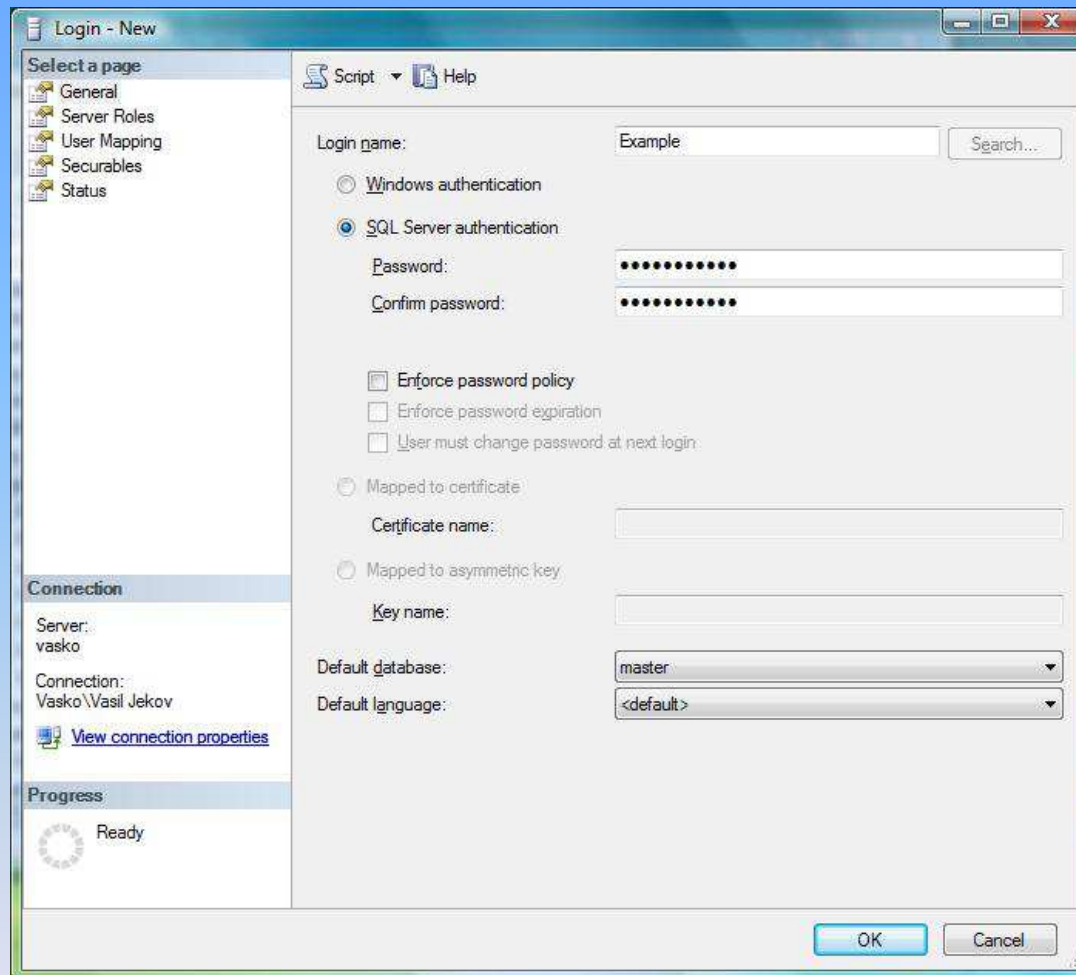 Login - New
Select a page
General
Server Roles
User Mapping
Securables
Status
Connection
Server:
vasko
Connection:
Vasko\Vasil Jekov
View connection properties
Progress
Ready
Script Help
Login name: Example Search...
Windows authentication
SQL Server authentication
Password: ●●●●●●●●●●●
Confirm password: ●●●●●●●●●●●
Enforce password policy
Enforce password expiration
User must change password at next login
Mapped to certificate
Certificate name:
Mapped to asymmetric key
Key name:
Default database: master
Default language: <default>
OK Cancel